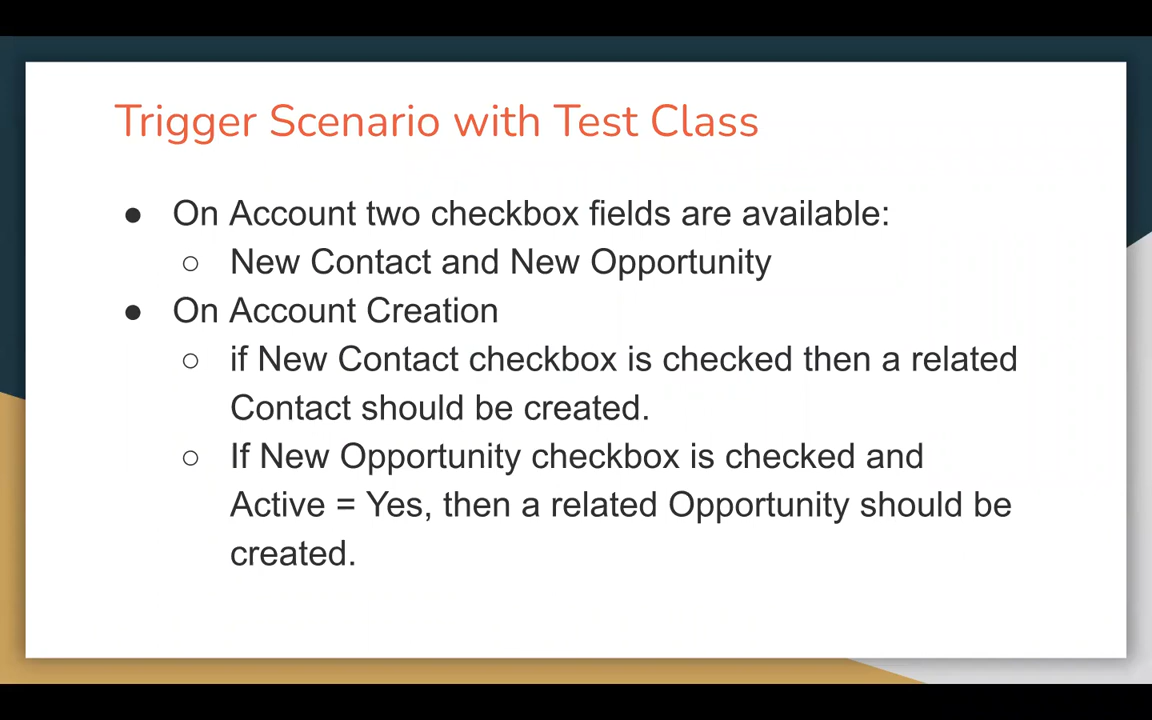 Trigger Scenario with Test Class
● On Account two checkbox fields are available:
○ New Contact and New Opportunity
● On Account Creation
○ if New Contact checkbox is checked then a related
Contact should be created.
○ If New Opportunity checkbox is checked and
Active = Yes, then a related Opportunity should be
created.